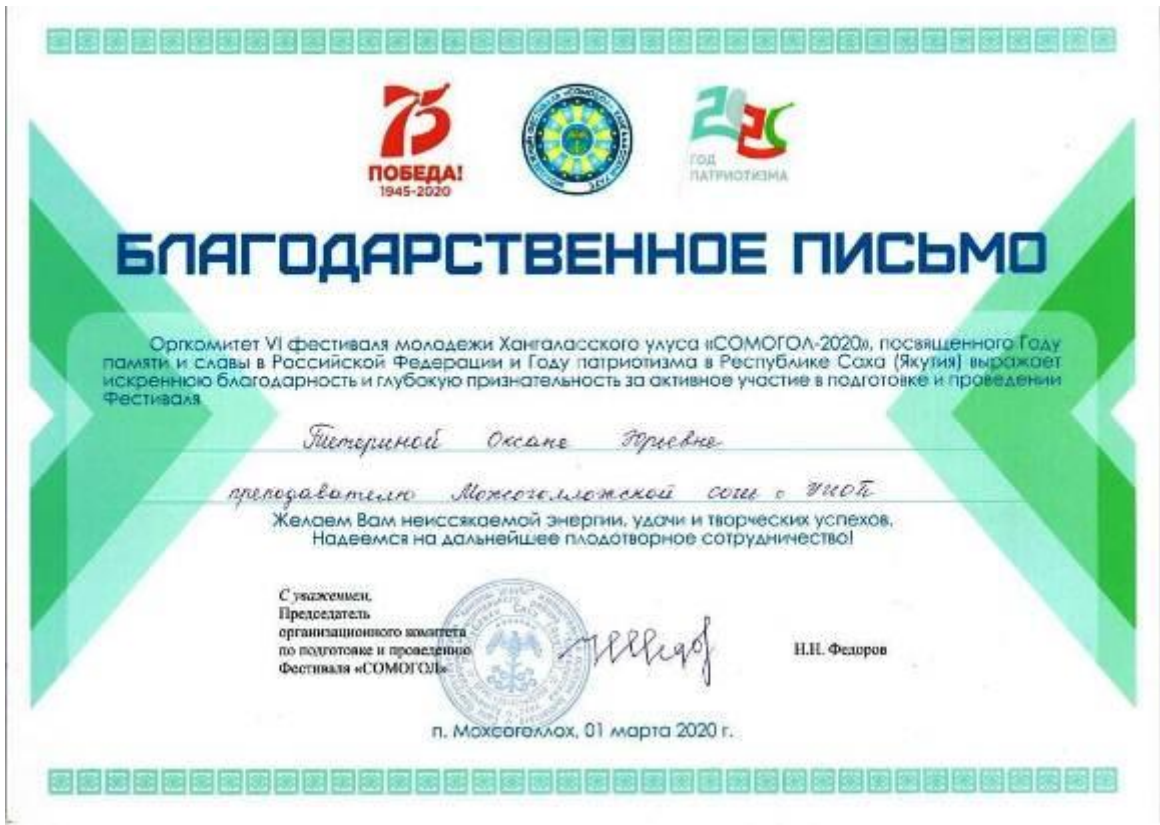 75
ПОБЕДА!
1945-2020
2020
ГОД
ПАТРИОТИЗМА
БЛАГОДАРСТВЕННОЕ ПИСЬМО
Оргкомитет VI фестиваля молодежи Хангаласского улуса «СОМОГОЛ-2020», посвященного Году
памяти и славы в Российской Федерации и Году патриотизма в Республике Саха (Якутия) выражает
искреннюю благодарность и глубокую признательность за активное участие в подготовке и проведении
Фестиваля
Тетериной Оксане Юрьевне
преподавателю Мохсоголлохской сош с УИОП
Желаем Вам неиссякаемой энергии, удачи и творческих успехов.
Надеемся на дальнейшее плодотворное сотрудничество!
С уважением,
Председатель
организационного комитета
по подготовке и проведению
Фестиваля «СОМОГОЛ»
Н.Н. Федоров
п. Мохсоголлох, 01 марта 2020 г.